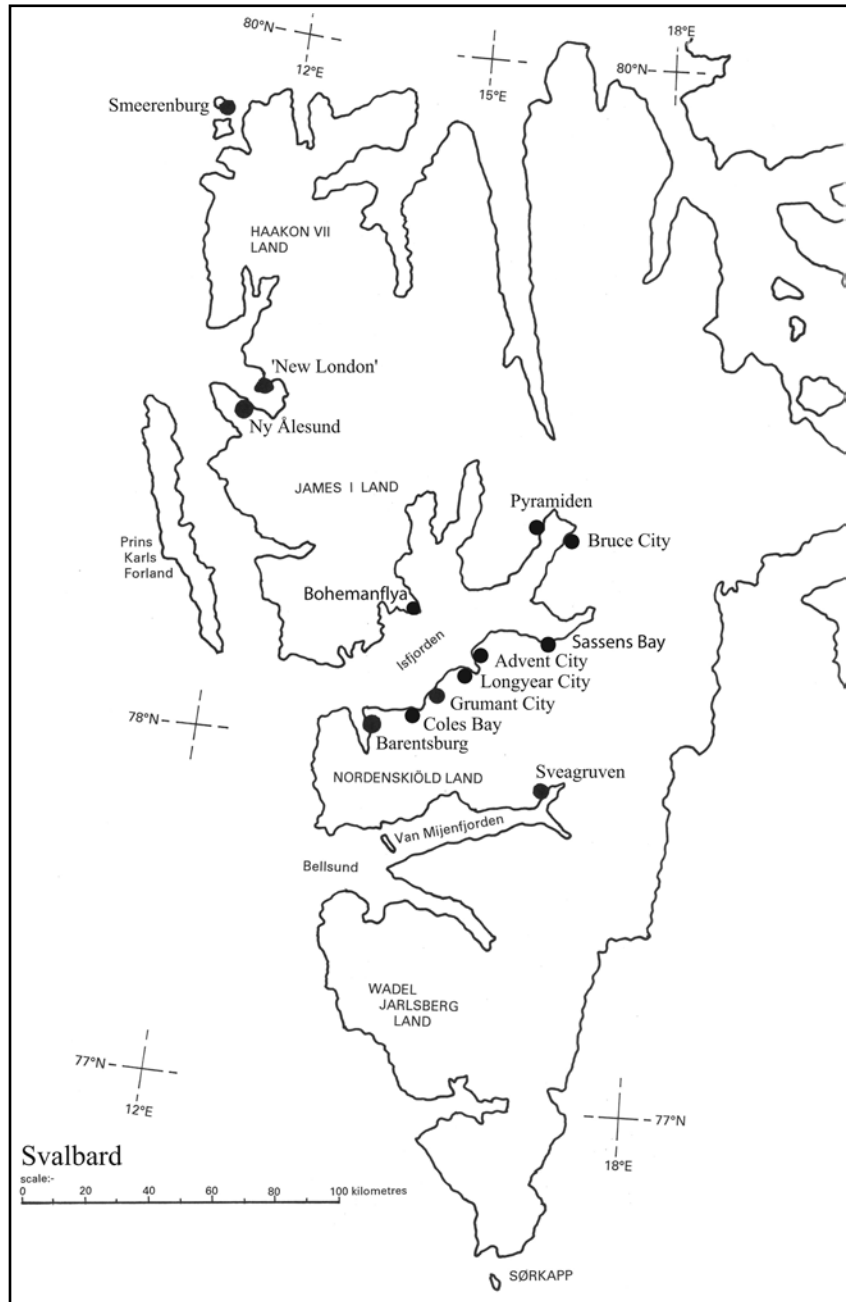 80°N
12°E
15°E
18°E
80°N
Smeerenburg
HAAKON VII
LAND
'New London'
Ny Ålesund
JAMES I LAND
Prins
Karls
Forland
Pyramiden
Bruce City
Bohemanflya
Isfjorden
Sassens Bay
Advent City
Longyear City
Grumant City
Coles Bay
Barentsburg
78°N
NORDENSKIÖLD LAND
Sveagruven
Van Mijenfjorden
Bellsund
WADEL
JARLSBERG
LAND
77°N
12°E
77°N
18°E
Svalbard
scale:-
0 20 40 60 80 100 kilometres
SØRKAPP